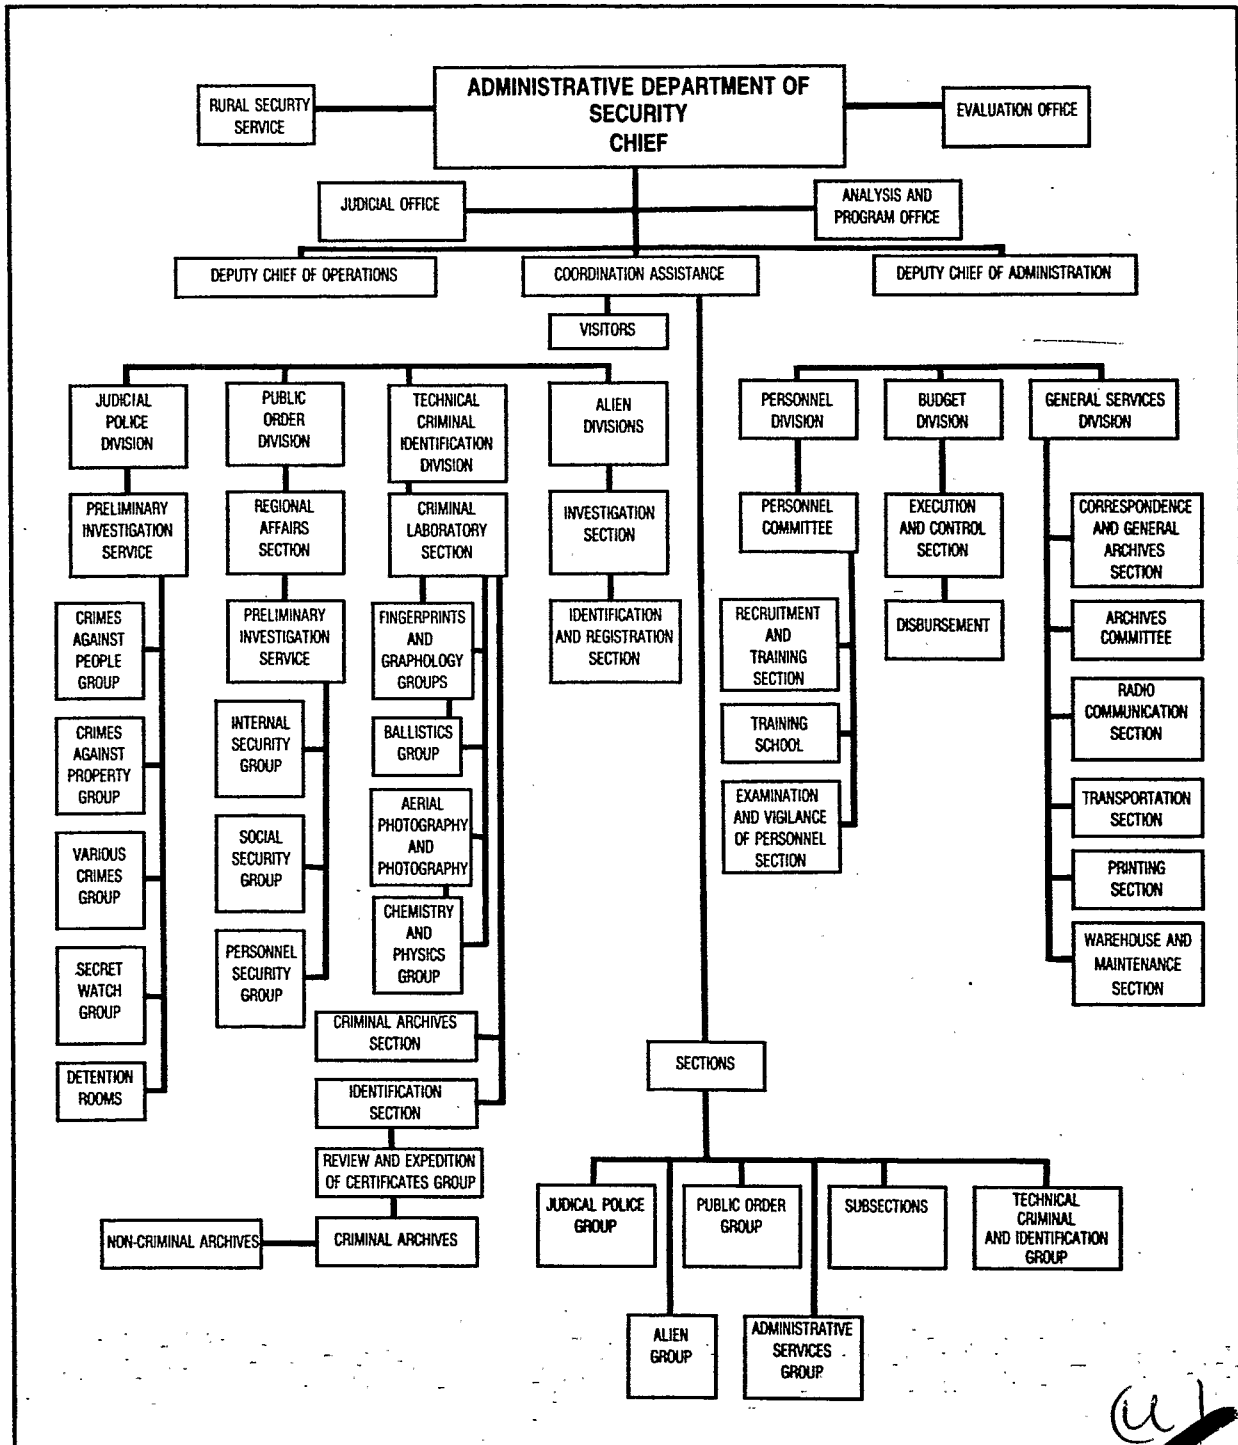 ADMINISTRATIVE DEPARTMENT OF
SECURITY
CHIEF
RURAL SECURTY
SERVICE
EVALUATION OFFICE
JUDICIAL OFFICE
ANALYSIS AND
PROGRAM OFFICE
DEPUTY CHIEF OF OPERATIONS
COORDINATION ASSISTANCE
DEPUTY CHIEF OF ADMINISTRATION
VISITORS
JUDICIAL
POLICE
DIVISION
PUBLIC
ORDER
DIVISION
TECHNICAL
CRIMINAL
IDENTIFICATION
DIVISION
ALIEN
DIVISIONS
PERSONNEL
DIVISION
BUDGET
DIVISION
GENERAL SERVICES
DIVISION
PRELIMINARY
INVESTIGATION
SERVICE
REGIONAL
AFFAIRS
SECTION
CRIMINAL
LABORATORY
SECTION
INVESTIGATION
SECTION
PERSONNEL
COMMITTEE
EXECUTION
AND CONTROL
SECTION
CORRESPONDENCE
AND GENERAL
ARCHIVES
SECTION
CRIMES
AGAINST
PEOPLE
GROUP
PRELIMINARY
INVESTIGATION
SERVICE
FINGERPRINTS
AND
GRAPHOLOGY
GROUPS
IDENTIFICATION
AND REGISTRATION
SECTION
RECRUITMENT
AND
TRAINING
SECTION
DISBURSEMENT
ARCHIVES
COMMITTEE
CRIMES
AGAINST
PROPERTY
GROUP
INTERNAL
SECURITY
GROUP
BALLISTICS
GROUP
TRAINING
SCHOOL
RADIO
COMMUNICATION
SECTION
VARIOUS
CRIMES
GROUP
SOCIAL
SECURITY
GROUP
AERIAL
PHOTOGRAPHY
AND
PHOTOGRAPHY
EXAMINATION
AND VIGILANCE
OF PERSONNEL
SECTION
TRANSPORTATION
SECTION
PRINTING
SECTION
SECRET
WATCH
GROUP
PERSONNEL
SECURITY
GROUP
CHEMISTRY
AND
PHYSICS
GROUP
WAREHOUSE AND
MAINTENANCE
SECTION
DETENTION
ROOMS
CRIMINAL ARCHIVES
SECTION
IDENTIFICATION
SECTION
SECTIONS
REVIEW AND EXPEDITION
OF CERTIFICATES GROUP
NON-CRIMINAL ARCHIVES
CRIMINAL ARCHIVES
JUDICAL POLICE
GROUP
PUBLIC ORDER
GROUP
SUBSECTIONS
TECHNICAL
CRIMINAL
AND IDENTIFICATION
GROUP
ALIEN
GROUP
ADMINISTRATIVE
SERVICES
GROUP
(U)